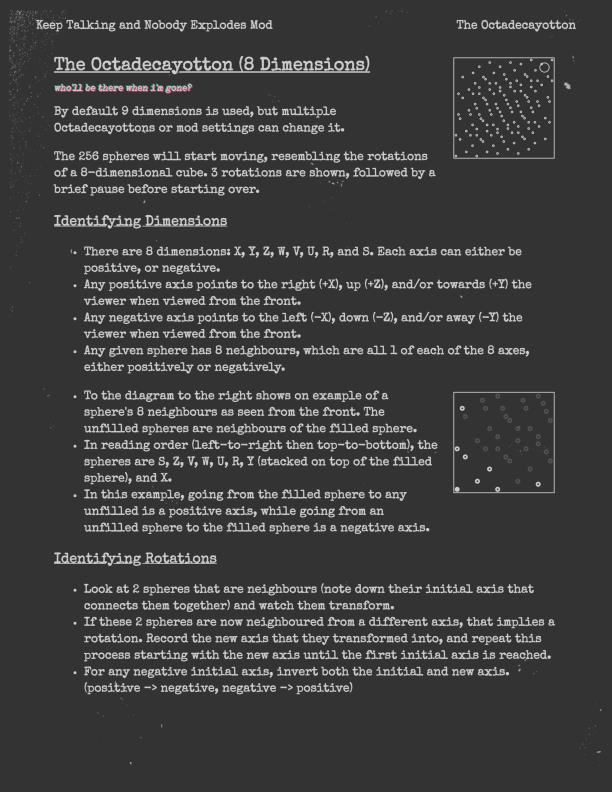 Keep Talking and Nobody Explodes Mod
The Octadecayotton
The Octadecayotton (8 Dimensions)
who'll be there when i'm gone?
By default 9 dimensions is used, but multiple
Octadecayottons or mod settings can change it.
The 256 spheres will start moving, resembling the rotations
of a 8-dimensional cube. 3 rotations are shown, followed by a
brief pause before starting over.
Identifying Dimensions
• There are 8 dimensions: X, Y, Z, W, V, U, R, and S. Each axis can either be
positive, or negative.
• Any positive axis points to the right (+X), up (+Z), and/or towards (+Y) the
viewer when viewed from the front.
• Any negative axis points to the left (-X), down (-Z), and/or away (-Y) the
viewer when viewed from the front.
• Any given sphere has 8 neighbours, which are all 1 of each of the 8 axes,
either positively or negatively.
• To the diagram to the right shows on example of a
sphere's 8 neighbours as seen from the front. The
unfilled spheres are neighbours of the filled sphere.
• In reading order (left-to-right then top-to-bottom), the
spheres are S, Z, V, W, U, R, Y (stacked on top of the filled
sphere), and X.
• In this example, going from the filled sphere to any
unfilled is a positive axis, while going from an
unfilled sphere to the filled sphere is a negative axis.
Identifying Rotations
• Look at 2 spheres that are neighbours (note down their initial axis that
connects them together) and watch them transform.
• If these 2 spheres are now neighboured from a different axis, that implies a
rotation. Record the new axis that they transformed into, and repeat this
process starting with the new axis until the first initial axis is reached.
• For any negative initial axis, invert both the initial and new axis.
(positive -> negative, negative -> positive)